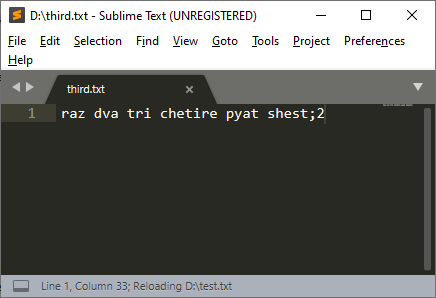 D:\third.txt - Sublime Text (UNREGISTERED)
File Edit Selection Find View Goto Tools Project Preferences
Help
third.txt
1 raz dva tri chetire pyat shest;2
Line 1, Column 33; Reloading D:\test.txt